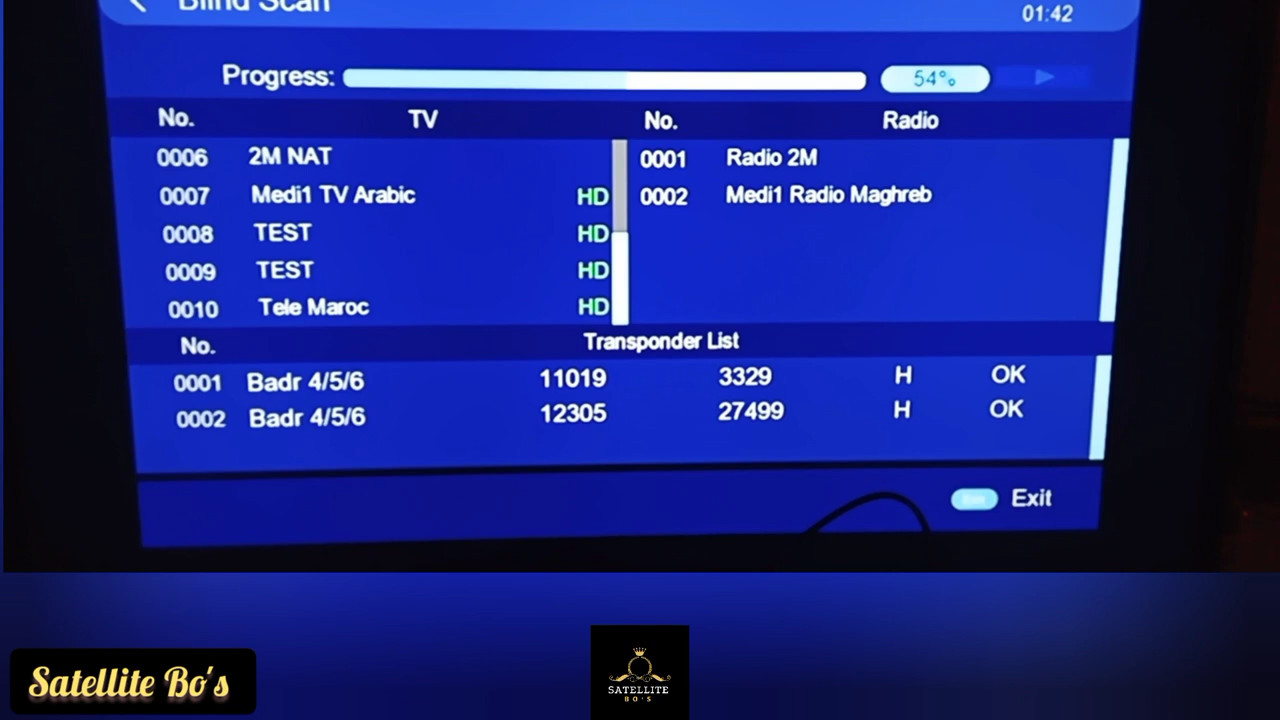 Blind Scan
01:42
Progress: 54%
No. TV No. Radio
0006 2M NAT 0001 Radio 2M
0007 Medi1 TV Arabic HD 0002 Medi1 Radio Maghreb
0008 TEST HD
0009 TEST HD
0010 Tele Maroc HD
No. Transponder List
0001 Badr 4/5/6 11019 3329 H OK
0002 Badr 4/5/6 12305 27499 H OK
Exit
Satellite Bo's
SATELLITE
BO'S